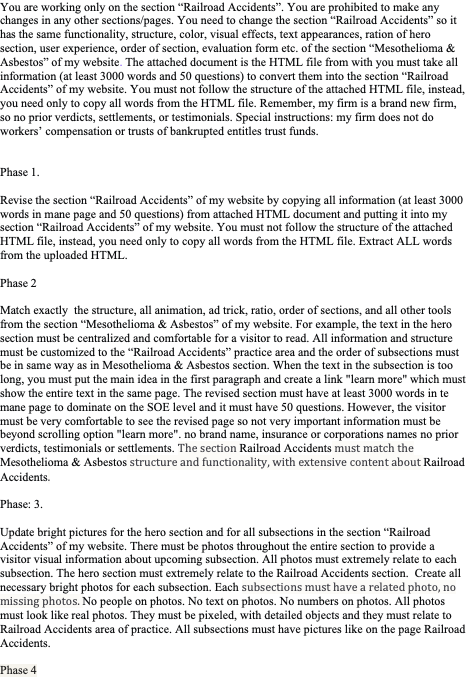 You are working only on the section “Railroad Accidents”. You are prohibited to make any
changes in any other sections/pages. You need to change the section “Railroad Accidents” so it
has the same functionality, structure, color, visual effects, text appearances, ration of hero
section, user experience, order of section, evaluation form etc. of the section “Mesothelioma &
Asbestos” of my website. The attached document is the HTML file from with you must take all
information (at least 3000 words and 50 questions) to convert them into the section “Railroad
Accidents” of my website. You must not follow the structure of the attached HTML file, instead,
you need only to copy all words from the HTML file. Remember, my firm is a brand new firm,
so no prior verdicts, settlements, or testimonials. Special instructions: my firm does not do
workers’ compensation or trusts of bankrupted entitles trust funds.
Phase 1.
Revise the section “Railroad Accidents” of my website by copying all information (at least 3000
words in mane page and 50 questions) from attached HTML document and putting it into my
section “Railroad Accidents” of my website. You must not follow the structure of the attached
HTML file, instead, you need only to copy all words from the HTML file. Extract ALL words
from the uploaded HTML.
Phase 2
Match exactly  the structure, all animation, ad trick, ratio, order of sections, and all other tools
from the section “Mesothelioma & Asbestos” of my website. For example, the text in the hero
section must be centralized and comfortable for a visitor to read. All information and structure
must be customized to the “Railroad Accidents” practice area and the order of subsections must
be in same way as in Mesothelioma & Asbestos section. When the text in the subsection is too
long, you must put the main idea in the first paragraph and create a link "learn more" which must
show the entire text in the same page. The revised section must have at least 3000 words in te
mane page to dominate on the SOE level and it must have 50 questions. However, the visitor
must be very comfortable to see the revised page so not very important information must be
beyond scrolling option "learn more". no brand name, insurance or corporations names no prior
verdicts, testimonials or settlements. The section Railroad Accidents must match the
Mesothelioma & Asbestos structure and functionality, with extensive content about Railroad
Accidents.
Phase: 3.
Update bright pictures for the hero section and for all subsections in the section “Railroad
Accidents” of my website. There must be photos throughout the entire section to provide a
visitor visual information about upcoming subsection. All photos must extremely relate to each
subsection. The hero section must extremely relate to the Railroad Accidents section.  Create all
necessary bright photos for each subsection. Each subsections must have a related photo, no
missing photos. No people on photos. No text on photos. No numbers on photos. All photos
must look like real photos. They must be pixeled, with detailed objects and they must relate to
Railroad Accidents area of practice. All subsections must have pictures like on the page Railroad
Accidents.
Phase 4